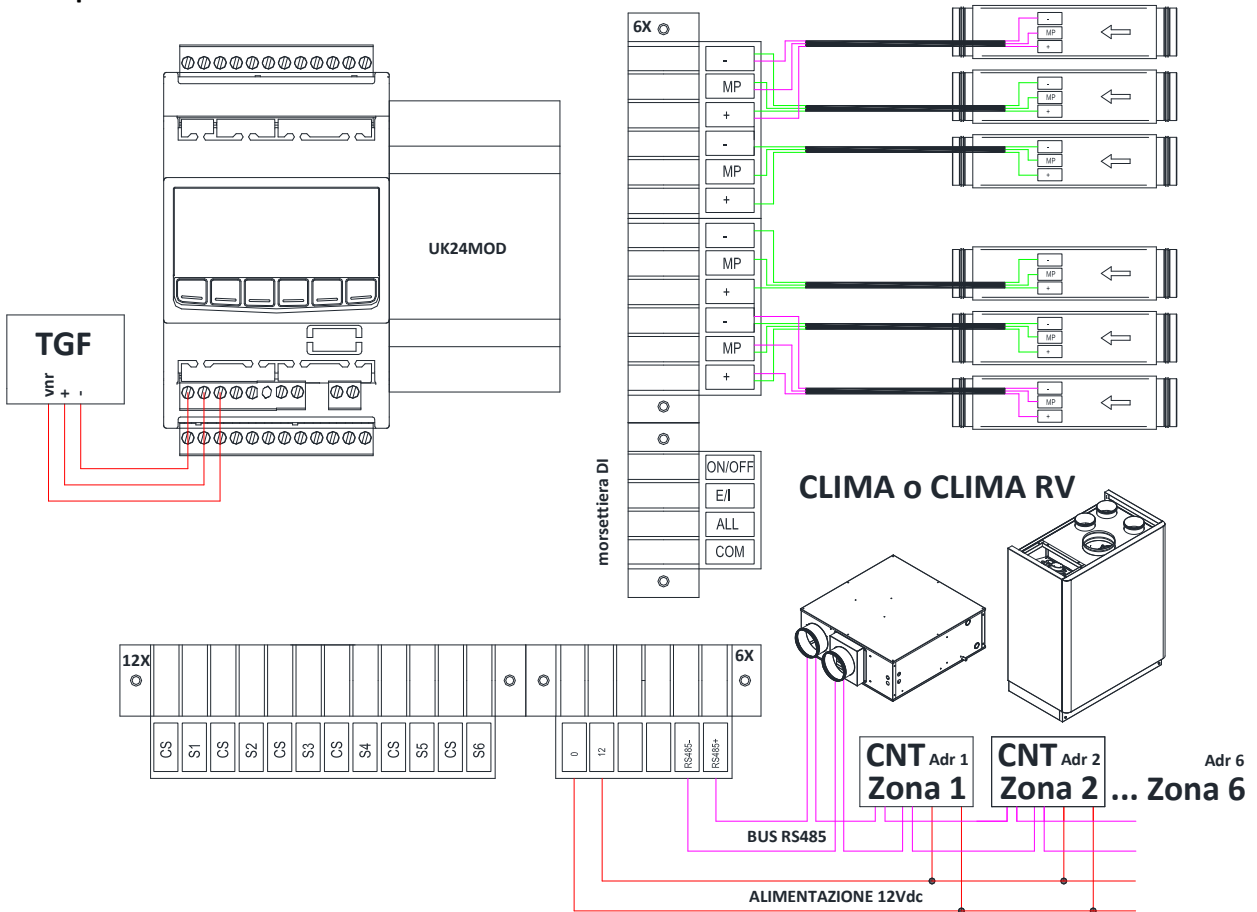 6X
-
MP
+
-
MP
+
-
MP
+
-
MP
+
-
MP
+
-
MP
+
-
MP
+
-
MP
+
-
MP
+
-
MP
+
UK24MOD
TGF
vnr
+
-
morsettiera DI
ON/OFF
E/I
ALL
COM
CLIMA o CLIMA RV
12X
6X
CS
S1
CS
S2
CS
S3
CS
S4
CS
S5
CS
S6
0
12
RS485-
RS485+
CNT Adr 1
Zona 1
CNT Adr 2
Zona 2
Adr 6
... Zona 6
BUS RS485
ALIMENTAZIONE 12Vdc